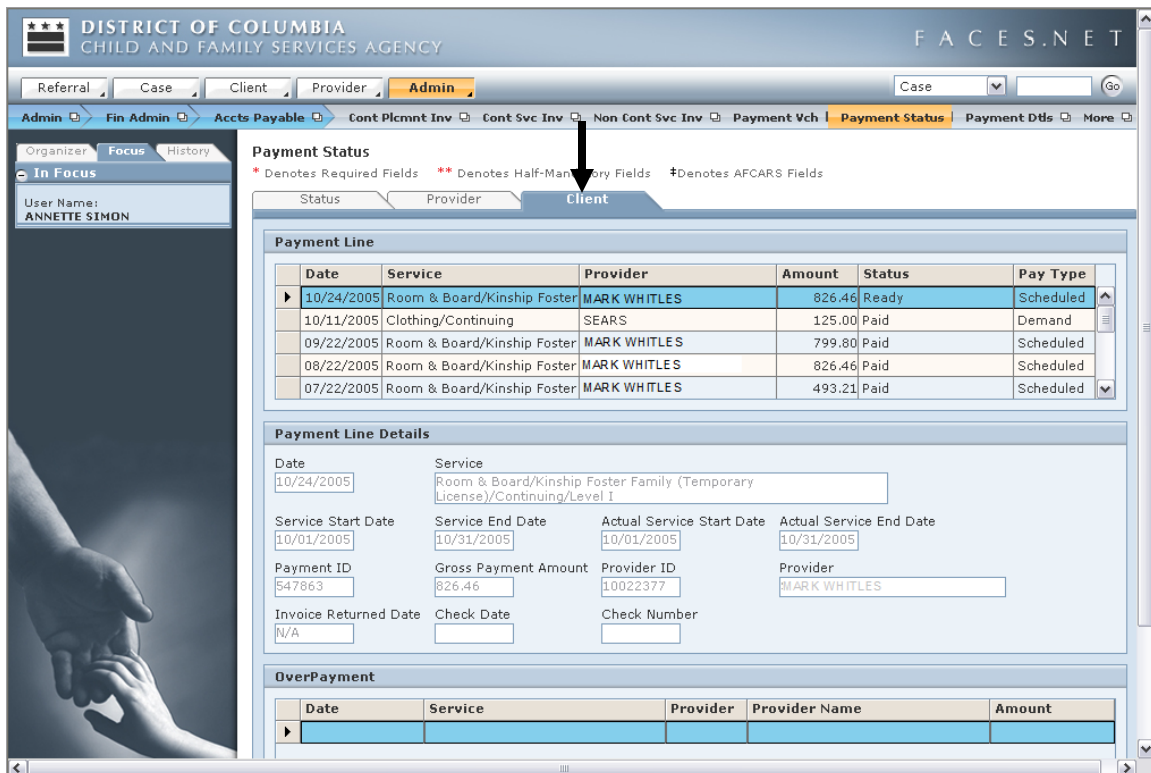 DISTRICT OF COLUMBIA
CHILD AND FAMILY SERVICES AGENCY
FACES.NET
Referral Case Client Provider Admin Case Go
Admin Fin Admin Accts Payable Cont Plcmnt Inv Cont Svc Inv Non Cont Svc Inv Payment Vch Payment Status Payment Dtls More
Organizer Focus History
In Focus
User Name:
ANNETTE SIMON
Payment Status
* Denotes Required Fields ** Denotes Half-Mandatory Fields ‡Denotes AFCARS Fields
Status Provider Client
Payment Line
Date Service Provider Amount Status Pay Type
10/24/2005 Room & Board/Kinship Foster MARK WHITLES 826.46 Ready Scheduled
10/11/2005 Clothing/Continuing SEARS 125.00 Paid Demand
09/22/2005 Room & Board/Kinship Foster MARK WHITLES 799.80 Paid Scheduled
08/22/2005 Room & Board/Kinship Foster MARK WHITLES 826.46 Paid Scheduled
07/22/2005 Room & Board/Kinship Foster MARK WHITLES 493.21 Paid Scheduled
Payment Line Details
Date Service
10/24/2005 Room & Board/Kinship Foster Family (Temporary
License)/Continuing/Level I
Service Start Date Service End Date Actual Service Start Date Actual Service End Date
10/01/2005 10/31/2005 10/01/2005 10/31/2005
Payment ID Gross Payment Amount Provider ID Provider
547863 826.46 10022377 MARK WHITLES
Invoice Returned Date Check Date Check Number
N/A
OverPayment
Date Service Provider Provider Name Amount